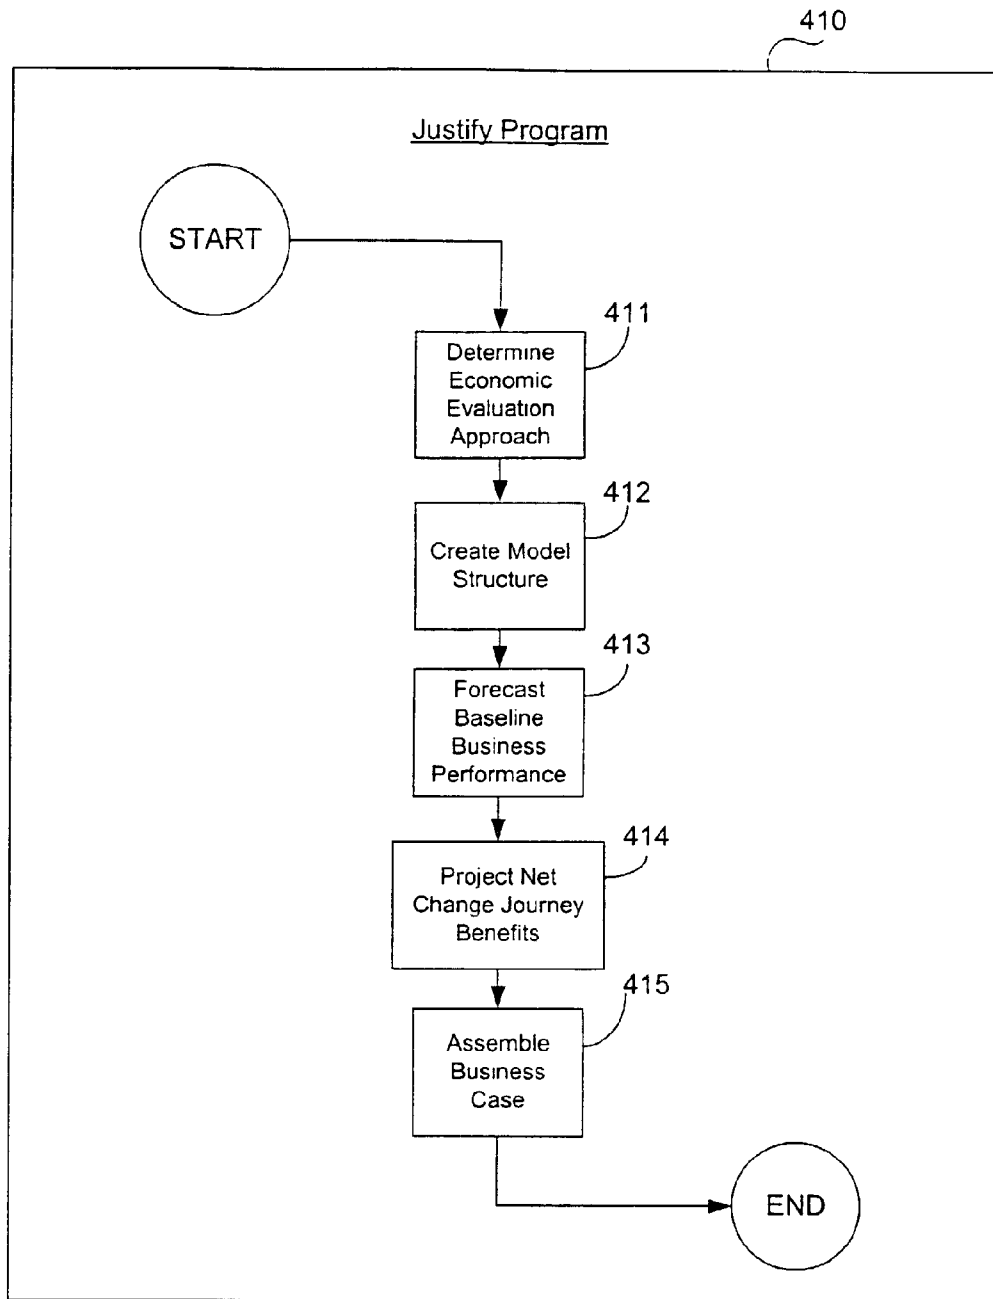 410
Justify Program
START
411
Determine
Economic
Evaluation
Approach
412
Create Model
Structure
413
Forecast
Baseline
Business
Performance
414
Project Net
Change Journey
Benefits
415
Assemble
Business
Case
END